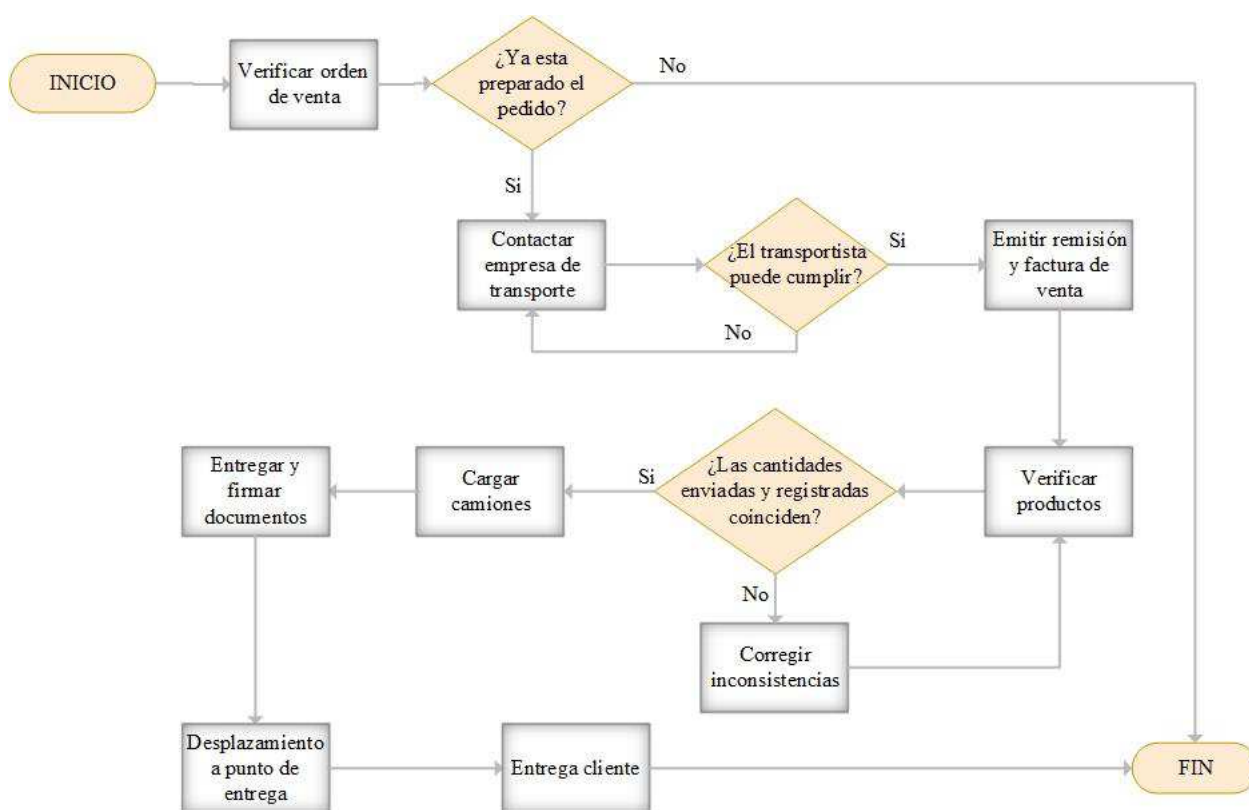 INICIO
Verificar orden
de venta
¿Ya esta
preparado el
pedido?
No
Si
Contactar
empresa de
transporte
¿El transportista
puede cumplir?
Si
No
Emitir remisión
y factura de
venta
Verificar
productos
¿Las cantidades
enviadas y registradas
coinciden?
Si
No
Corregir
inconsistencias
Cargar
camiones
Entregar y
firmar
documentos
Desplazamiento
a punto de
entrega
Entrega cliente
FIN